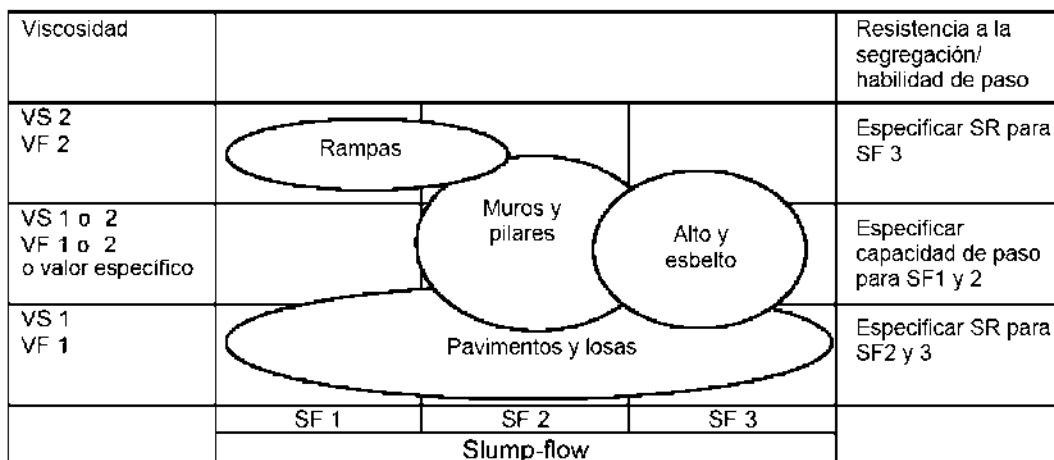 Viscosidad
Resistencia a la
segregación/
habilidad de paso
VS 2
VF 2
Rampas
Especificar SR para
SF 3
VS 1 o 2
VF 1 o 2
o valor específico
Muros y
pilares
Alto y
esbelto
Especificar
capacidad de paso
para SF1 y 2
VS 1
VF 1
Pavimentos y losas
Especificar SR para
SF2 y 3
SF 1
SF 2
SF 3
Slump-flow